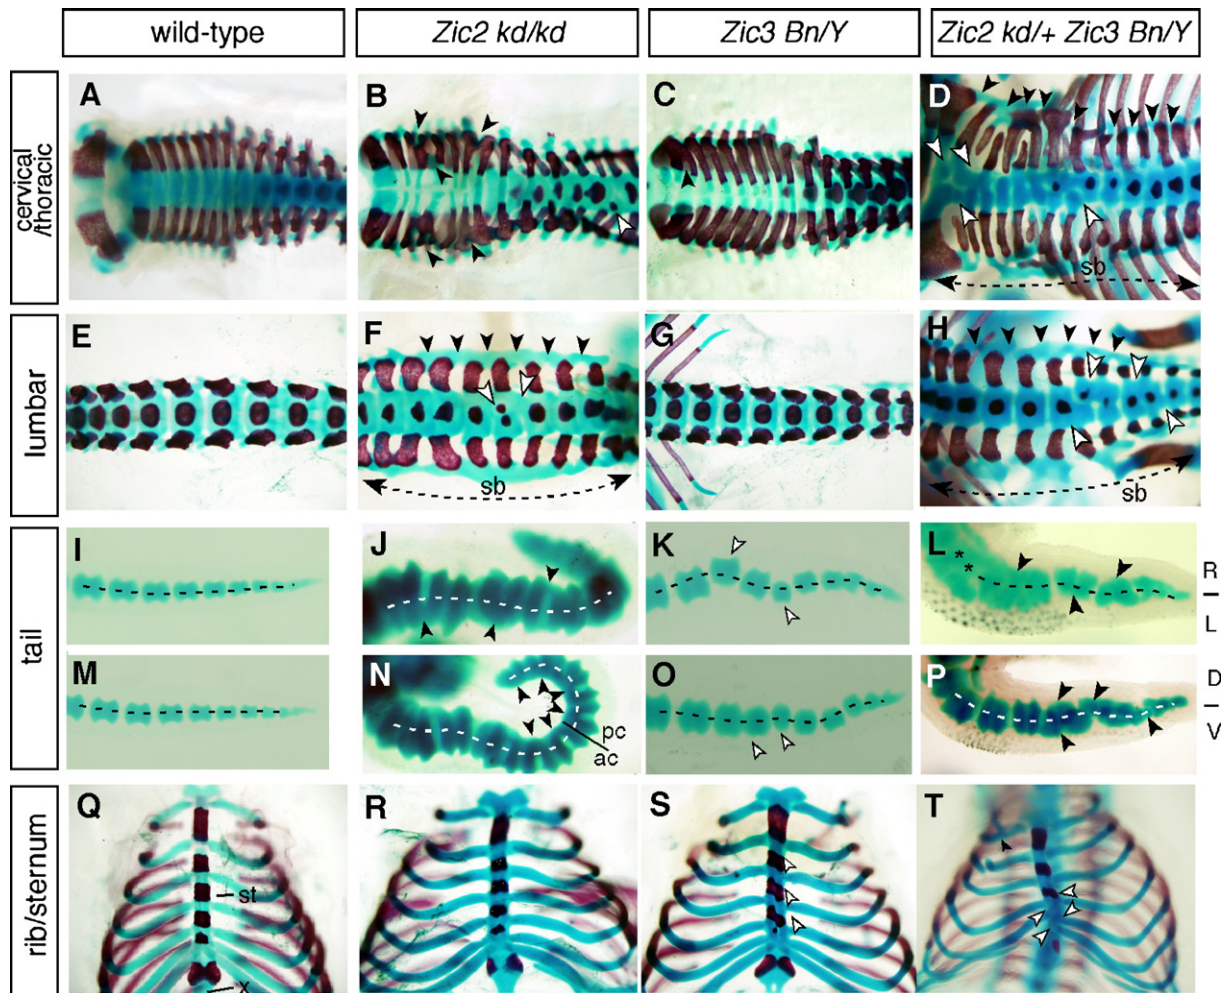 wild-type
Zic2 kd/kd
Zic3 Bn/Y
Zic2 kd/+ Zic3 Bn/Y
cervical
/thoracic
A
B
C
D
sb
lumbar
E
F
G
H
sb
sb
tail
I
J
K
L
R
L
M
N
O
P
pc
ac
D
V
rib/sternum
Q
R
S
T
st
x